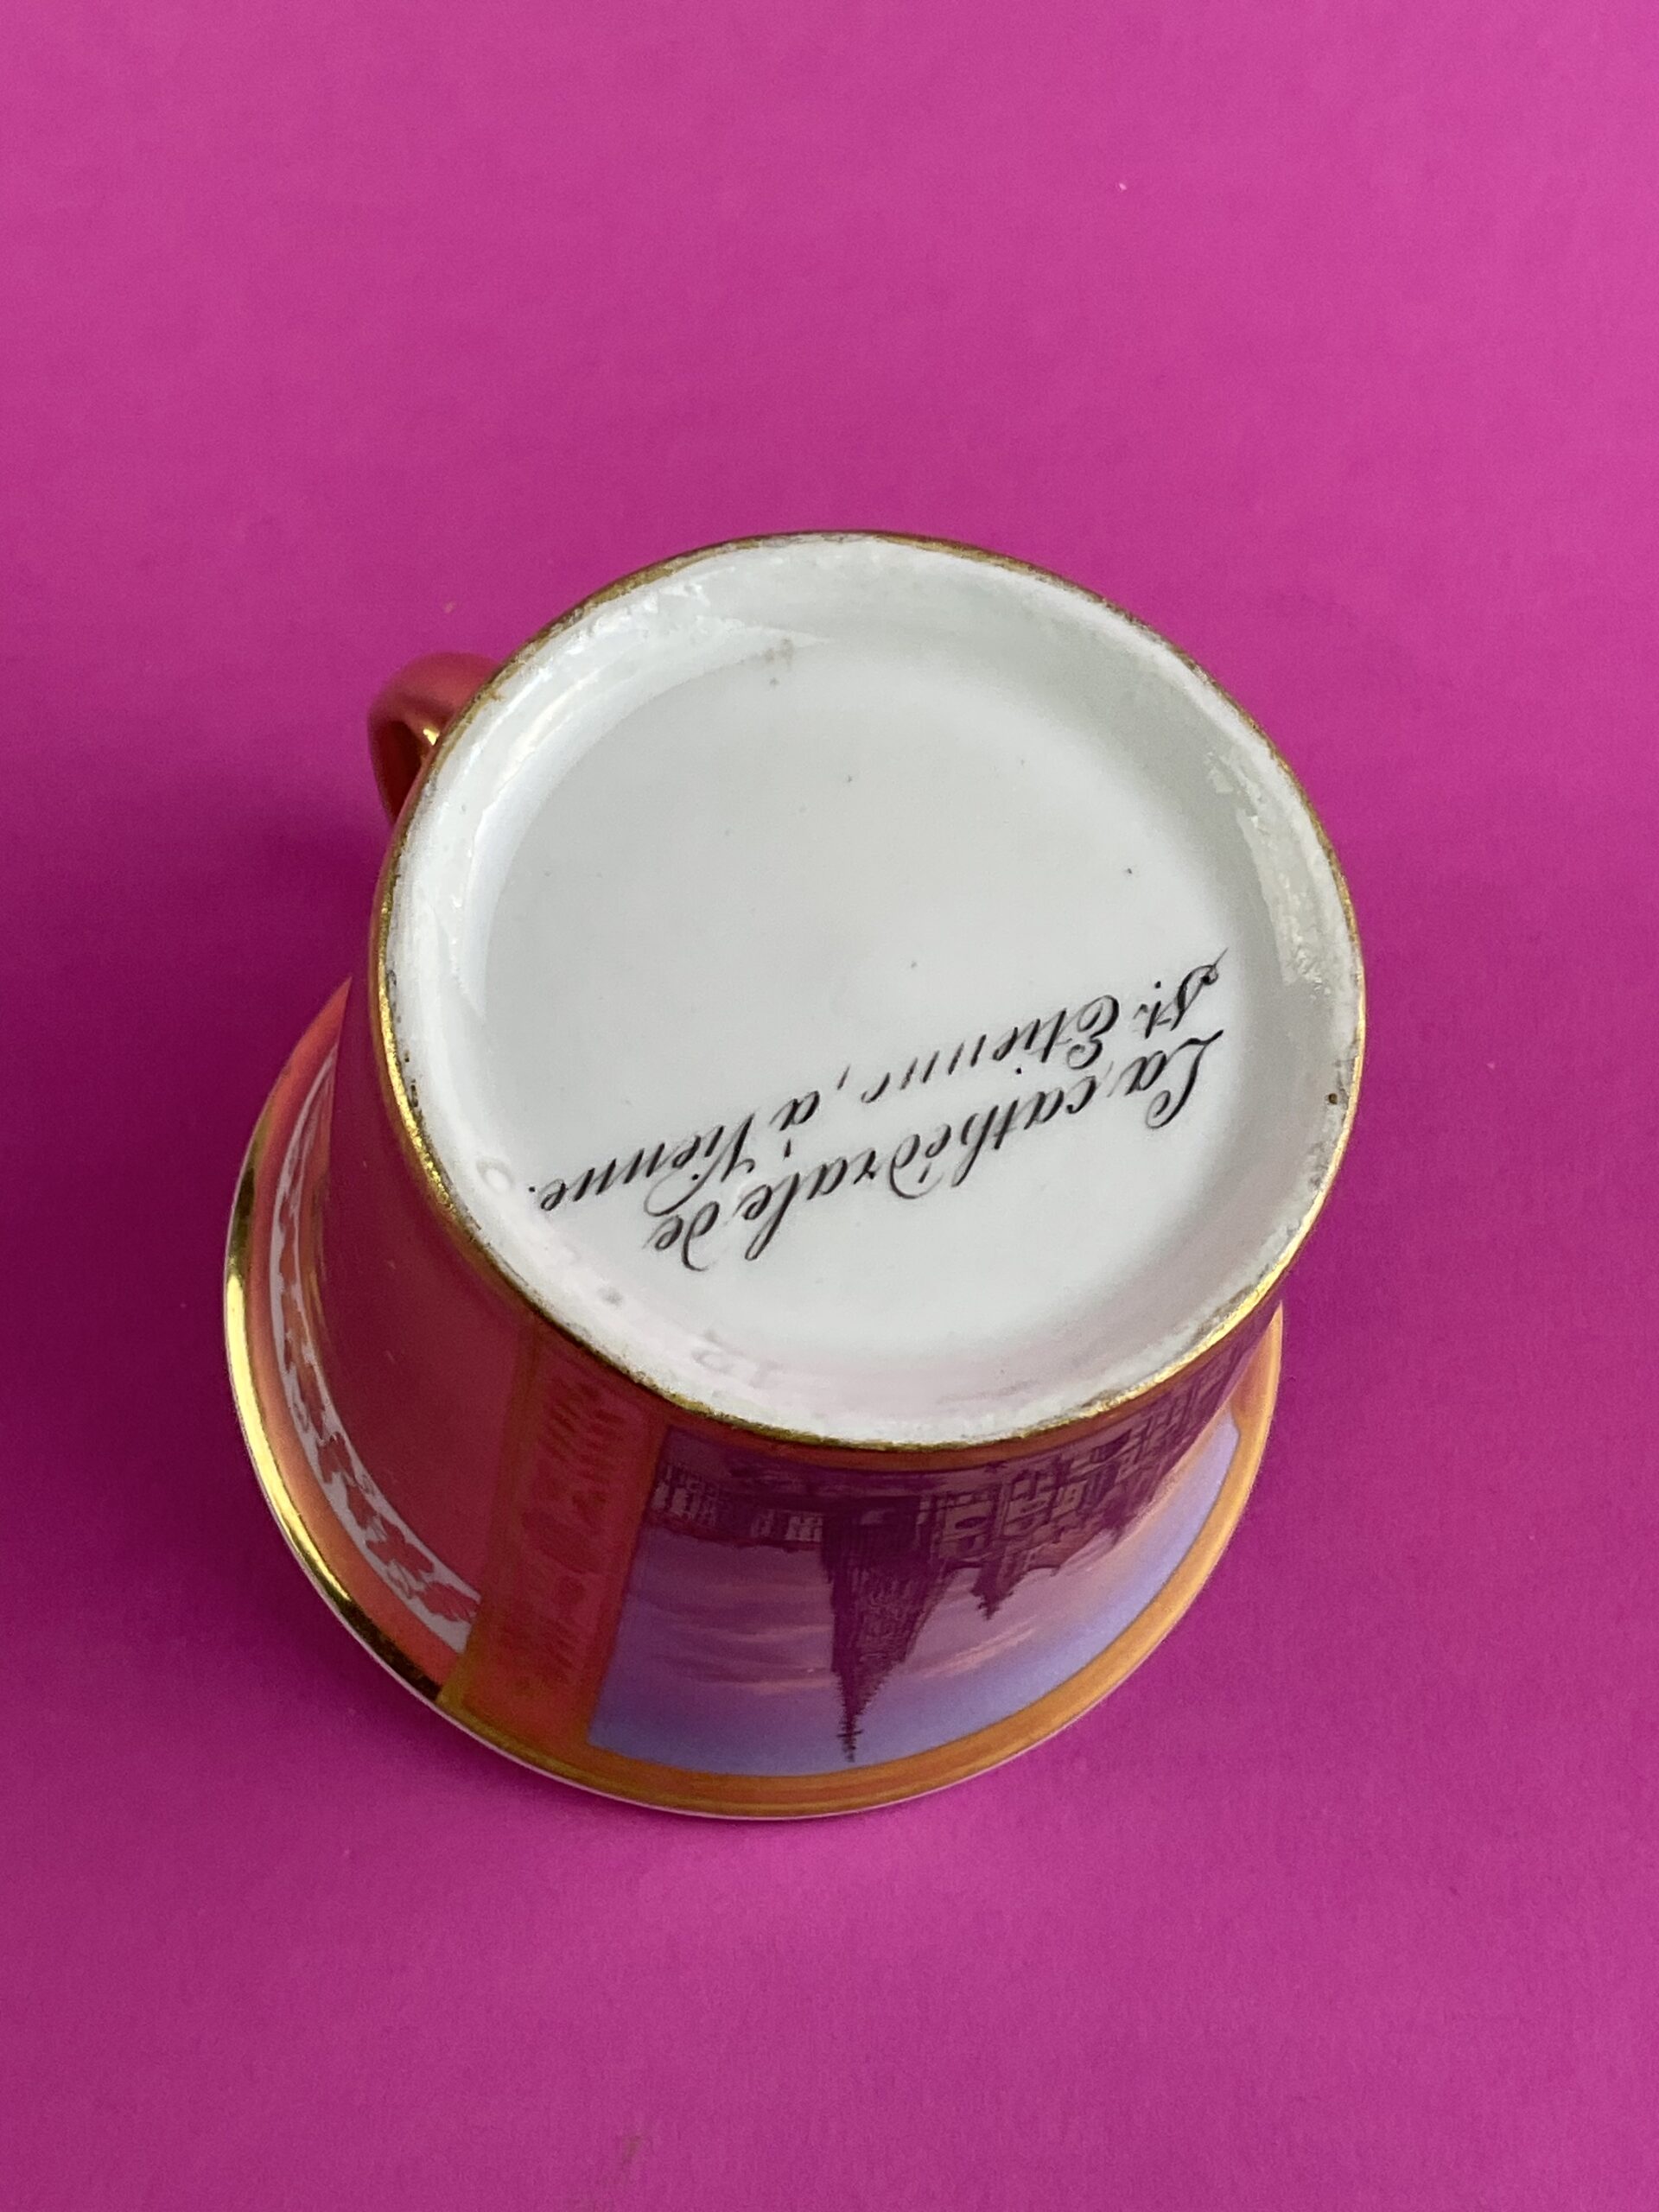 La cathédrale de
St. Etienne, à Vienne.